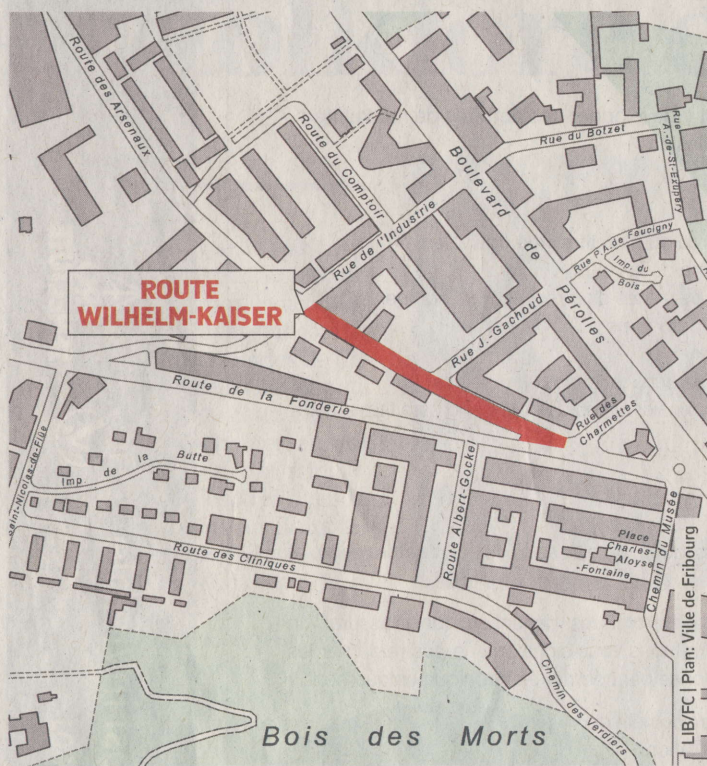 Route des Arsenaux
Route du Comptoir
Boulevard de Pérolles
Rue du Botzet
Rue
A.-de-St-Exupéry
Rue de l'Industrie
Rue P.A. de Faucigny
Imp. du
Bois
ROUTE
WILHELM-KAISER
Rue J.-Gachoud
Route de la Fonderie
Rue des
Charmettes
Saint-Nicolas-de-Flüe
Imp de la Butte
Route Albert-Gockel
Route des Cliniques
Place
Charles-
Aloyse
-Fontaine
Chemin du Musée
Chemin des Verdiers
Bois des Morts
LIB/FC | Plan: Ville de Fribourg